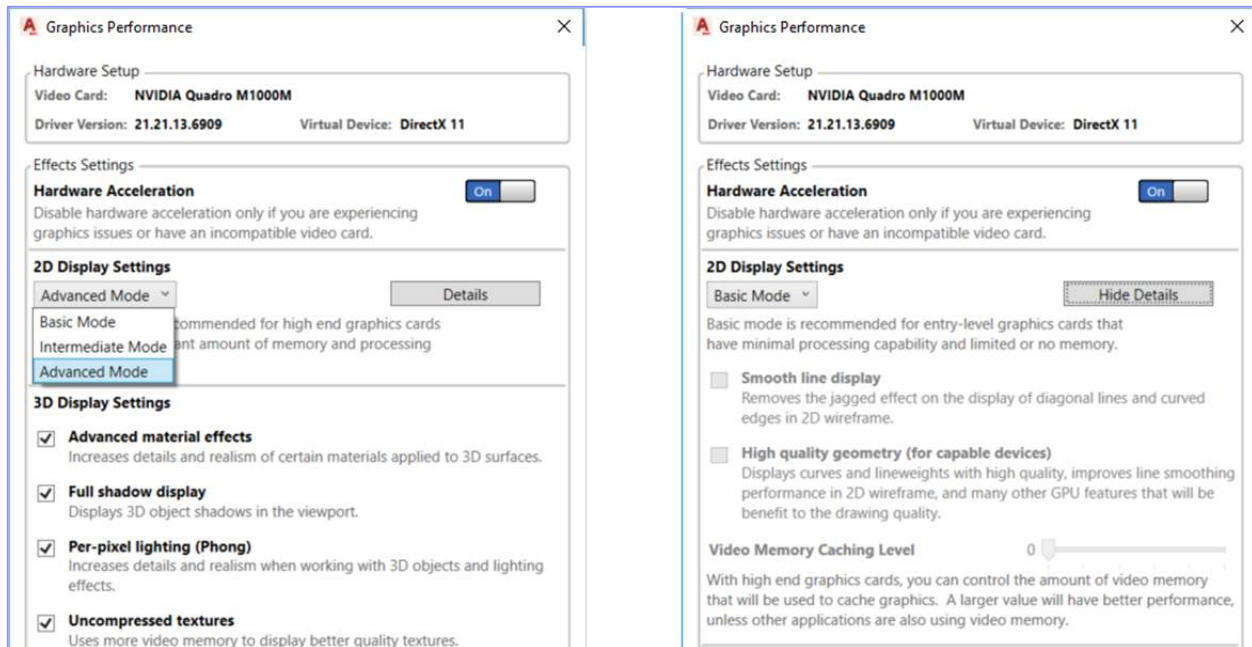 Graphics Performance
Hardware Setup
Video Card: NVIDIA Quadro M1000M
Driver Version: 21.21.13.6909 Virtual Device: DirectX 11
Effects Settings
Hardware Acceleration On
Disable hardware acceleration only if you are experiencing
graphics issues or have an incompatible video card.
2D Display Settings
Advanced Mode Details
Basic Mode
commended for high end graphics cards
Intermediate Mode
ant amount of memory and processing
Advanced Mode
3D Display Settings
Advanced material effects
Increases details and realism of certain materials applied to 3D surfaces.
Full shadow display
Displays 3D object shadows in the viewport.
Per-pixel lighting (Phong)
Increases details and realism when working with 3D objects and lighting
effects.
Uncompressed textures
Uses more video memory to display better quality textures.
Graphics Performance
Hardware Setup
Video Card: NVIDIA Quadro M1000M
Driver Version: 21.21.13.6909 Virtual Device: DirectX 11
Effects Settings
Hardware Acceleration On
Disable hardware acceleration only if you are experiencing
graphics issues or have an incompatible video card.
2D Display Settings
Basic Mode Hide Details
Basic mode is recommended for entry-level graphics cards that
have minimal processing capability and limited or no memory.
Smooth line display
Removes the jagged effect on the display of diagonal lines and curved
edges in 2D wireframe.
High quality geometry (for capable devices)
Displays curves and lineweights with high quality, improves line smoothing
performance in 2D wireframe, and many other GPU features that will be
benefit to the drawing quality.
Video Memory Caching Level 0
With high end graphics cards, you can control the amount of video memory
that will be used to cache graphics. A larger value will have better performance,
unless other applications are also using video memory.